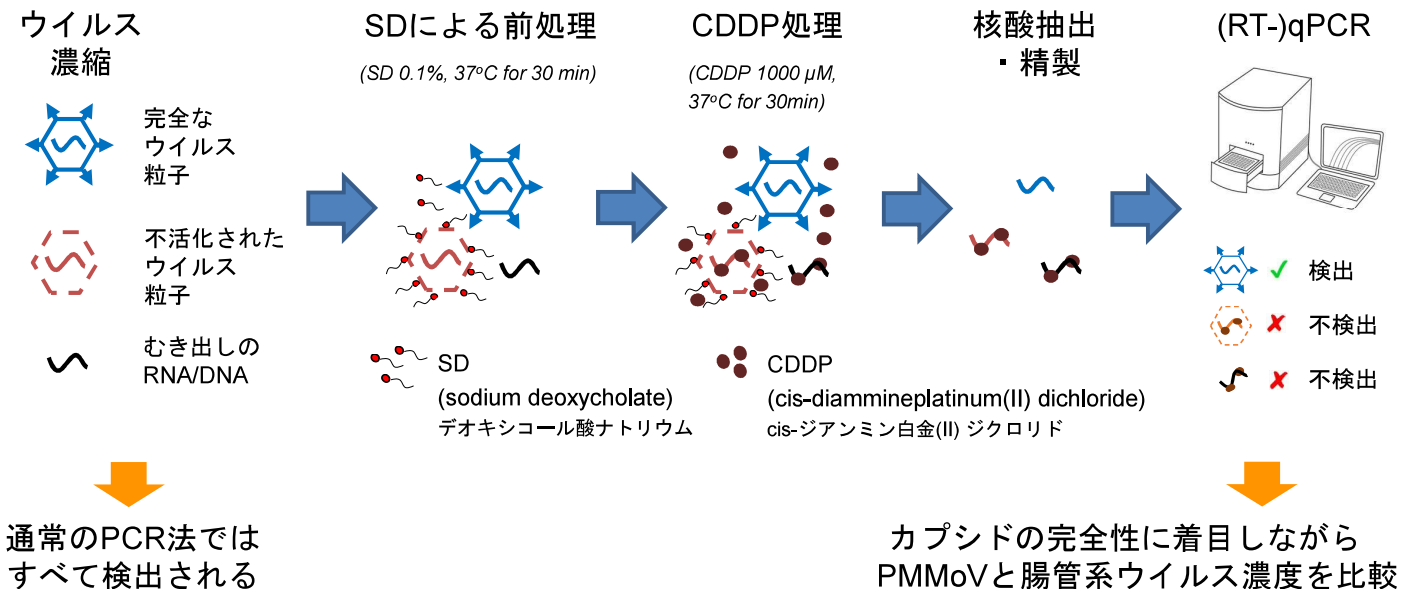 ウイルス
濃縮
完全な
ウイルス
粒子
不活化された
ウイルス
粒子
むき出しの
RNA/DNA
通常のPCR法では
すべて検出される
SDによる前処理
(SD 0.1%, 37ºC for 30 min)
SD
(sodium deoxycholate)
デオキシコール酸ナトリウム
CDDP処理
(CDDP 1000 µM,
37ºC for 30min)
CDDP
(cis-diammineplatinum(II) dichloride)
cis-ジアンミン白金(II) ジクロリド
核酸抽出
・精製
(RT-)qPCR
検出
不検出
不検出
カプシドの完全性に着目しながら
PMMoVと腸管系ウイルス濃度を比較